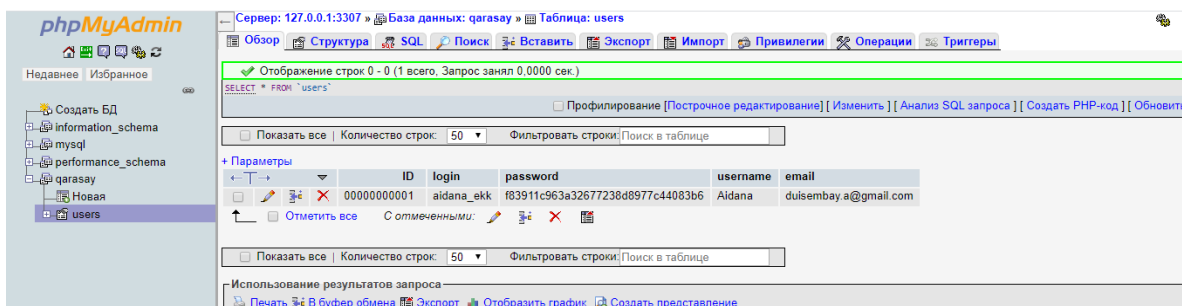 phpMyAdmin
Недавнее Избранное
Создать БД
information_schema
mysql
performance_schema
qarasay
Новая
users
Сервер: 127.0.0.1:3307 » База данных: qarasay » Таблица: users
Обзор Структура SQL Поиск Вставить Экспорт Импорт Привилегии Операции Триггеры
Отображение строк 0 - 0 (1 всего, Запрос занял 0,0000 сек.)
SELECT * FROM `users`
Профилирование [Построчное редактирование] [ Изменить ] [ Анализ SQL запроса ] [ Создать PHP-код ] [ Обновить
Показать все | Количество строк: 50 Фильтровать строки: Поиск в таблице
+ Параметры
ID login password username email
00000000001 aidana_ekk f83911c963a32677238d8977c44083b6 Aidana duisembay.a@gmail.com
Отметить все С отмеченными:
Показать все | Количество строк: 50 Фильтровать строки: Поиск в таблице
Использование результатов запроса
Печать В буфер обмена Экспорт Отобразить график Создать представление